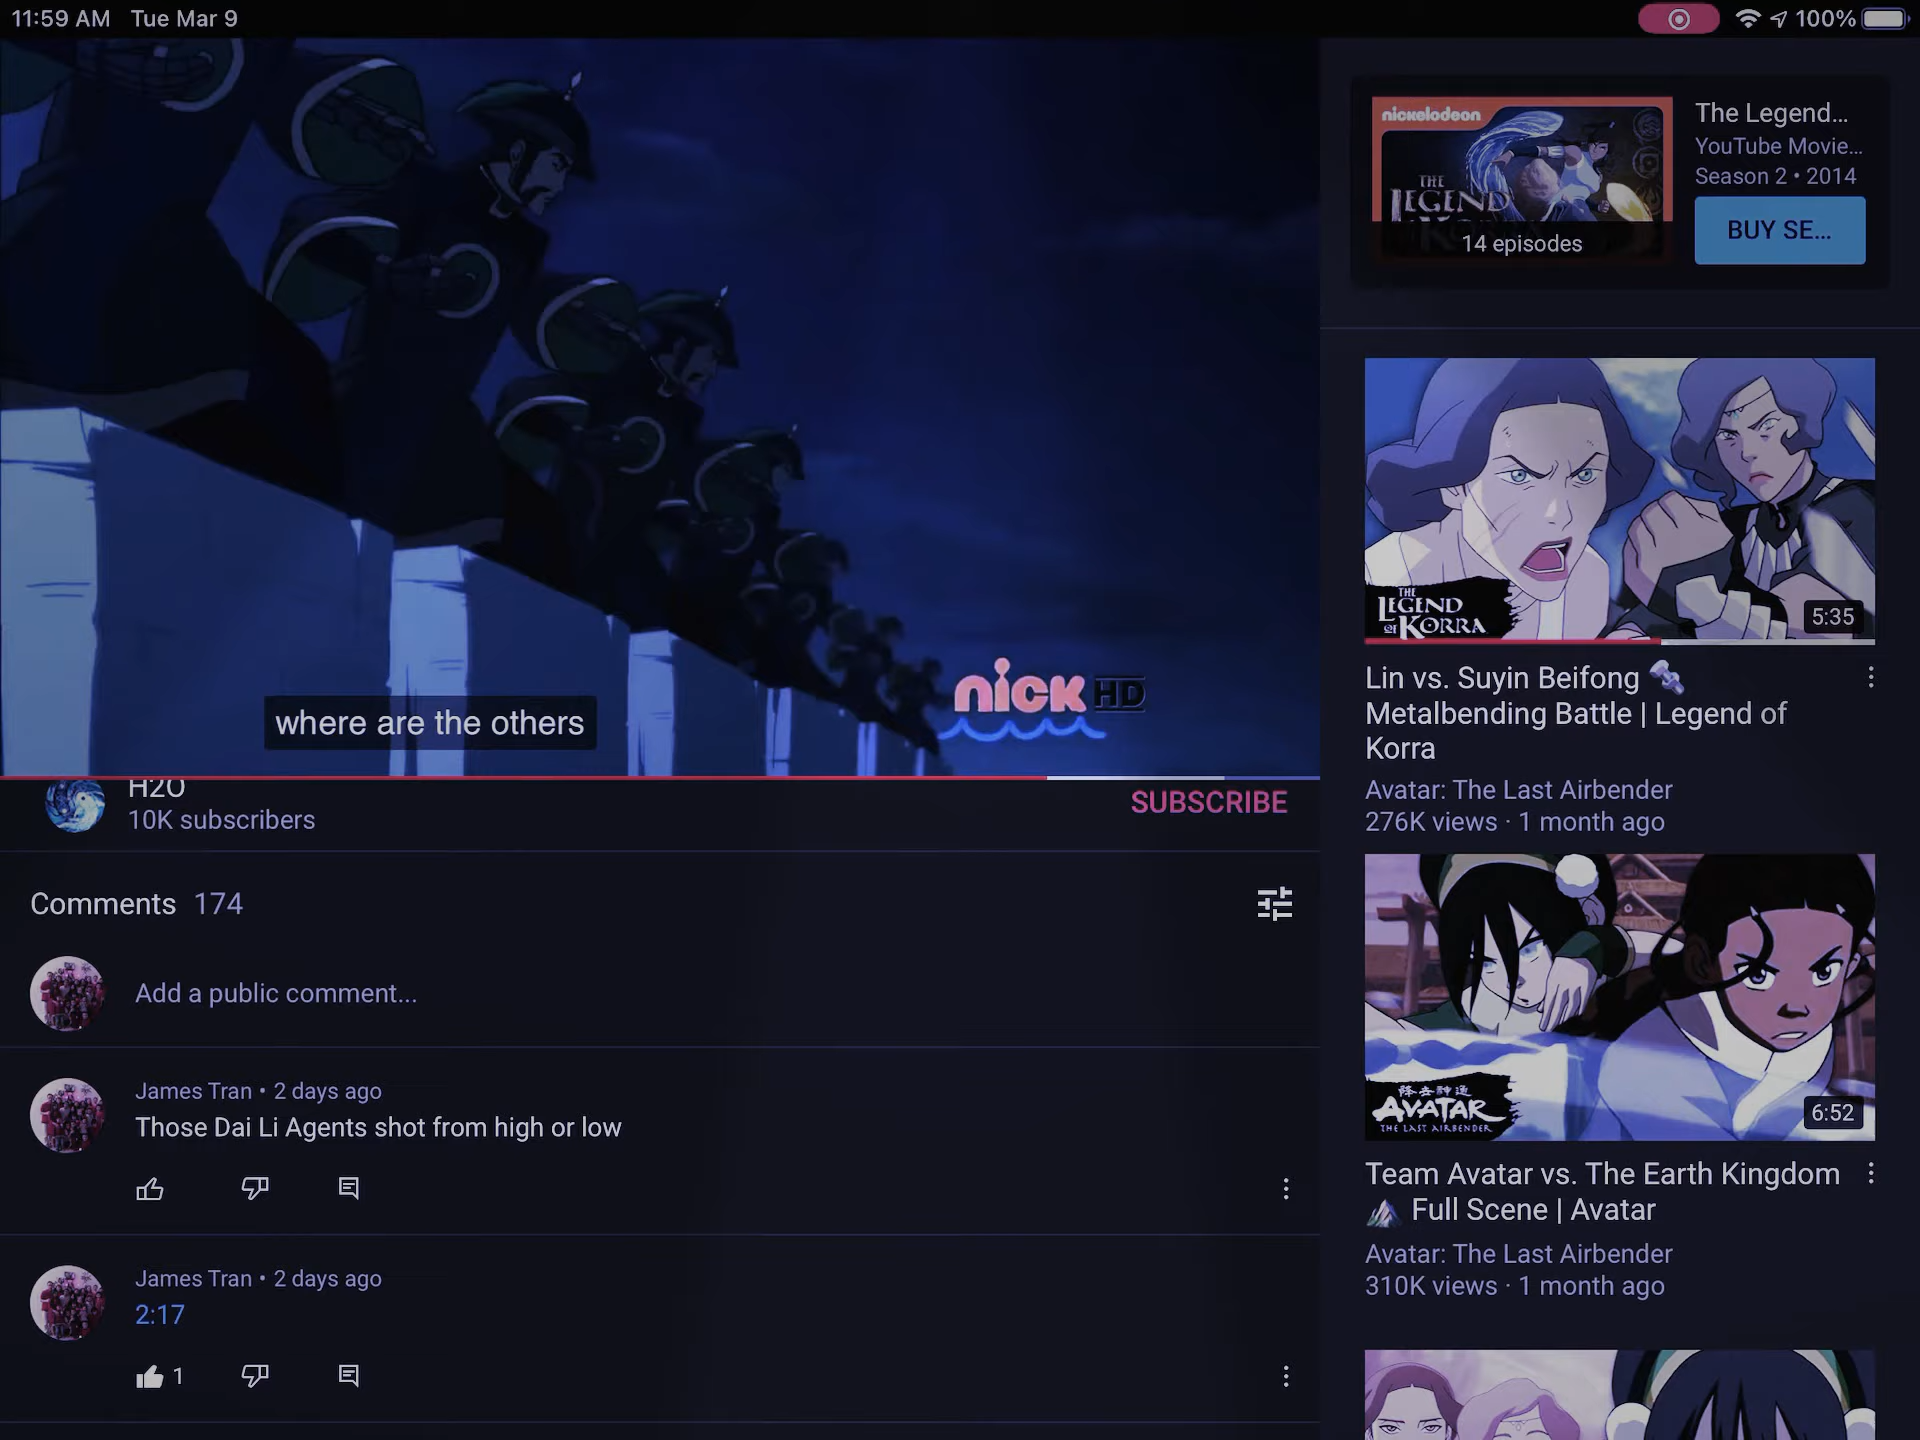 11:59 AM Tue Mar 9
100%
where are the others
nick HD
H2O
10K subscribers
SUBSCRIBE
Comments 174
Add a public comment...
James Tran • 2 days ago
Those Dai Li Agents shot from high or low
James Tran • 2 days ago
2:17
1
nickelodeon
THE
LEGEND
14 episodes
The Legend...
YouTube Movie...
Season 2 • 2014
BUY SE...
THE
LEGEND
OF KORRA
5:35
Lin vs. Suyin Beifong
Metalbending Battle | Legend of
Korra
Avatar: The Last Airbender
276K views · 1 month ago
降去神通
AVATAR
THE LAST AIRBENDER
6:52
Team Avatar vs. The Earth Kingdom
Full Scene | Avatar
Avatar: The Last Airbender
310K views · 1 month ago